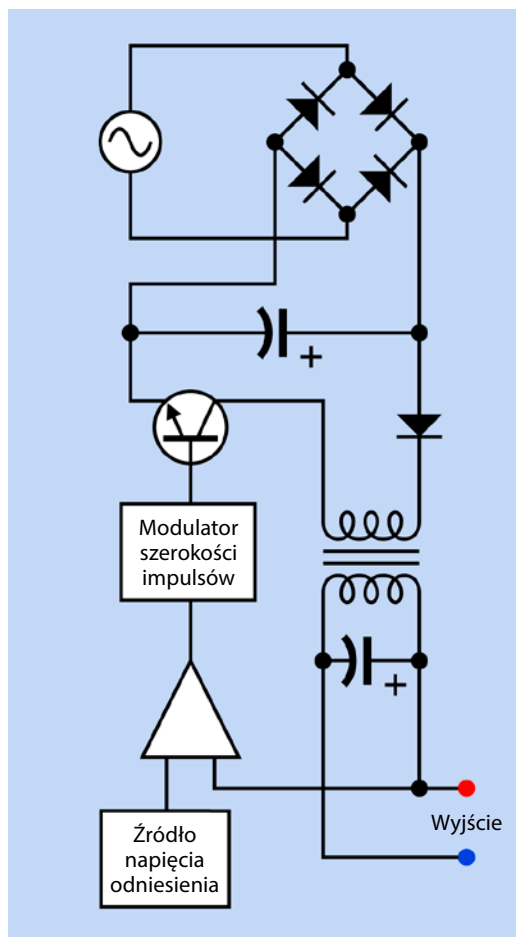 +
Modulator
szerokości
impulsów
+
Wyjście
Źródło
napięcia
odniesienia